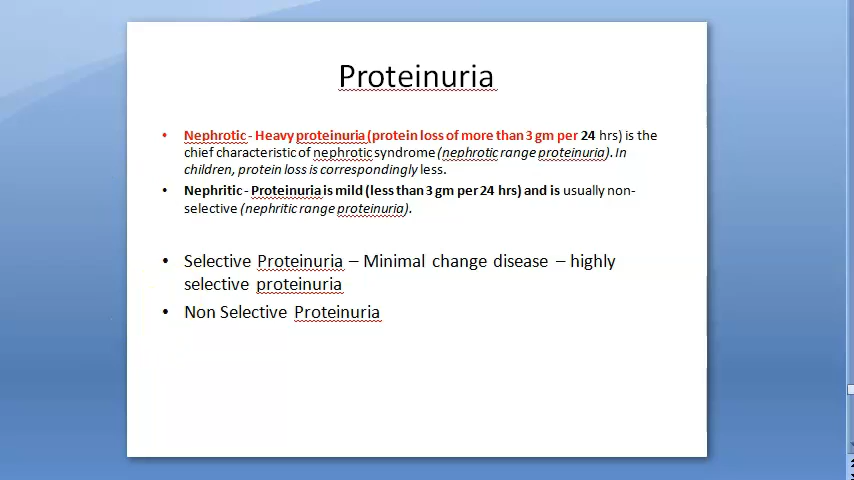 Proteinuria
• Nephrotic - Heavy proteinuria (protein loss of more than 3 gm per 24 hrs) is the
chief characteristic of nephrotic syndrome (nephrotic range proteinuria). In
children, protein loss is correspondingly less.
• Nephritic - Proteinuria is mild (less than 3 gm per 24 hrs) and is usually non-
selective (nephritic range proteinuria).
• Selective Proteinuria – Minimal change disease – highly
selective proteinuria
• Non Selective Proteinuria